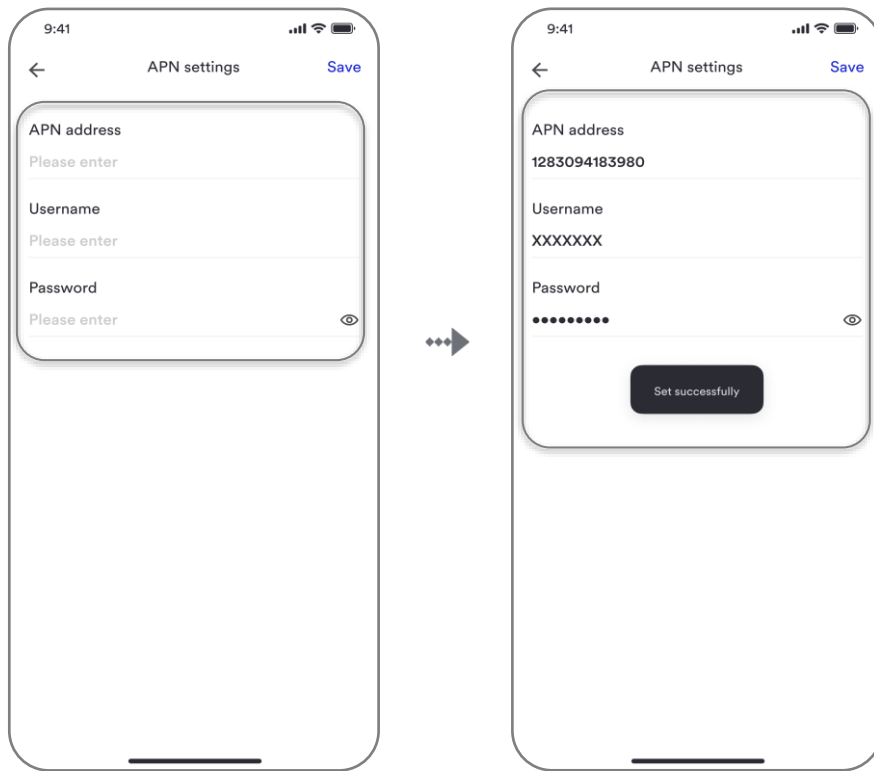 9:41
APN settings
Save
APN address
Please enter
Username
Please enter
Password
Please enter
9:41
APN settings
Save
APN address
1283094183980
Username
XXXXXXX
Password
•••••••••
Set successfully